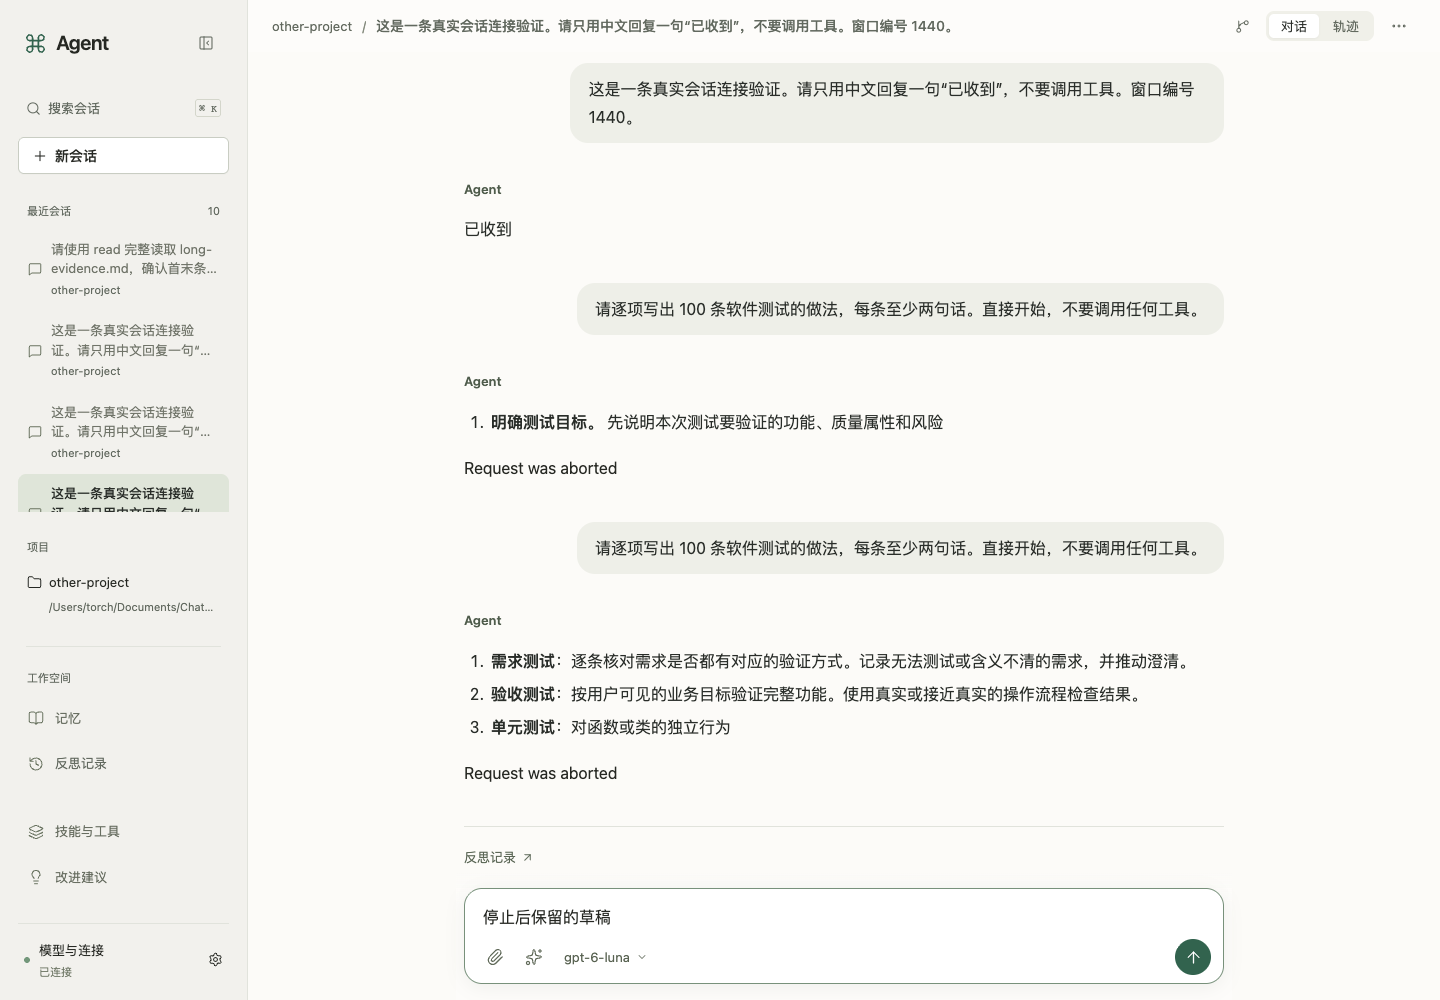 Agent
搜索会话
⌘ K
新会话
最近会话 10
请使用 read 完整读取 long-
evidence.md，确认首末条...
other-project
这是一条真实会话连接验
证。请只用中文回复一句“...
other-project
这是一条真实会话连接验
证。请只用中文回复一句“...
other-project
这是一条真实会话连接验
证。请只用中文回复一句“
项目
other-project
/Users/torch/Documents/Chat...
工作空间
记忆
反思记录
技能与工具
改进建议
模型与连接
已连接
other-project / 这是一条真实会话连接验证。请只用中文回复一句“已收到”，不要调用工具。窗口编号 1440。
对话 轨迹
这是一条真实会话连接验证。请只用中文回复一句“已收到”，不要调用工具。窗口编号
1440。
Agent
已收到
请逐项写出 100 条软件测试的做法，每条至少两句话。直接开始，不要调用任何工具。
Agent
1. 明确测试目标。 先说明本次测试要验证的功能、质量属性和风险
Request was aborted
请逐项写出 100 条软件测试的做法，每条至少两句话。直接开始，不要调用任何工具。
Agent
1. 需求测试：逐条核对需求是否都有对应的验证方式。记录无法测试或含义不清的需求，并推动澄清。
2. 验收测试：按用户可见的业务目标验证完整功能。使用真实或接近真实的操作流程检查结果。
3. 单元测试：对函数或类的独立行为
Request was aborted
反思记录
停止后保留的草稿
gpt-6-luna